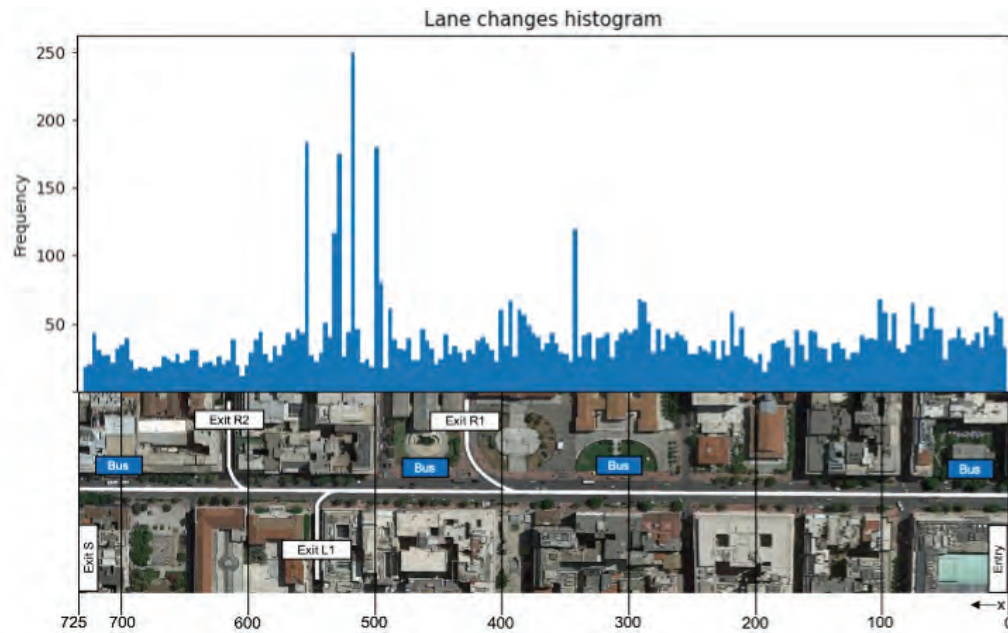 Lane changes histogram
250
200
150
100
50
Frequency
Exit R2
Exit R1
Bus
Bus
Bus
Bus
Exit S
Exit L1
Entry
x
725
700
600
500
400
300
200
100
0